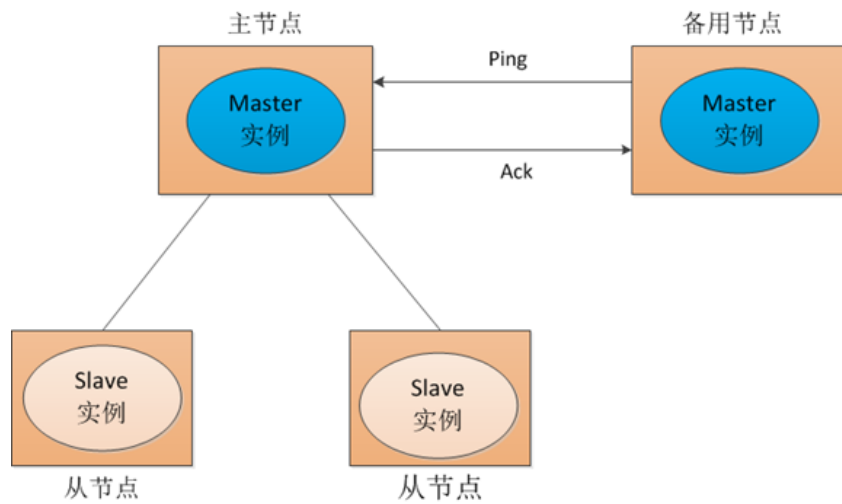 主节点
备用节点
Ping
Master
实例
Master
实例
Ack
Slave
实例
Slave
实例
从节点
从节点